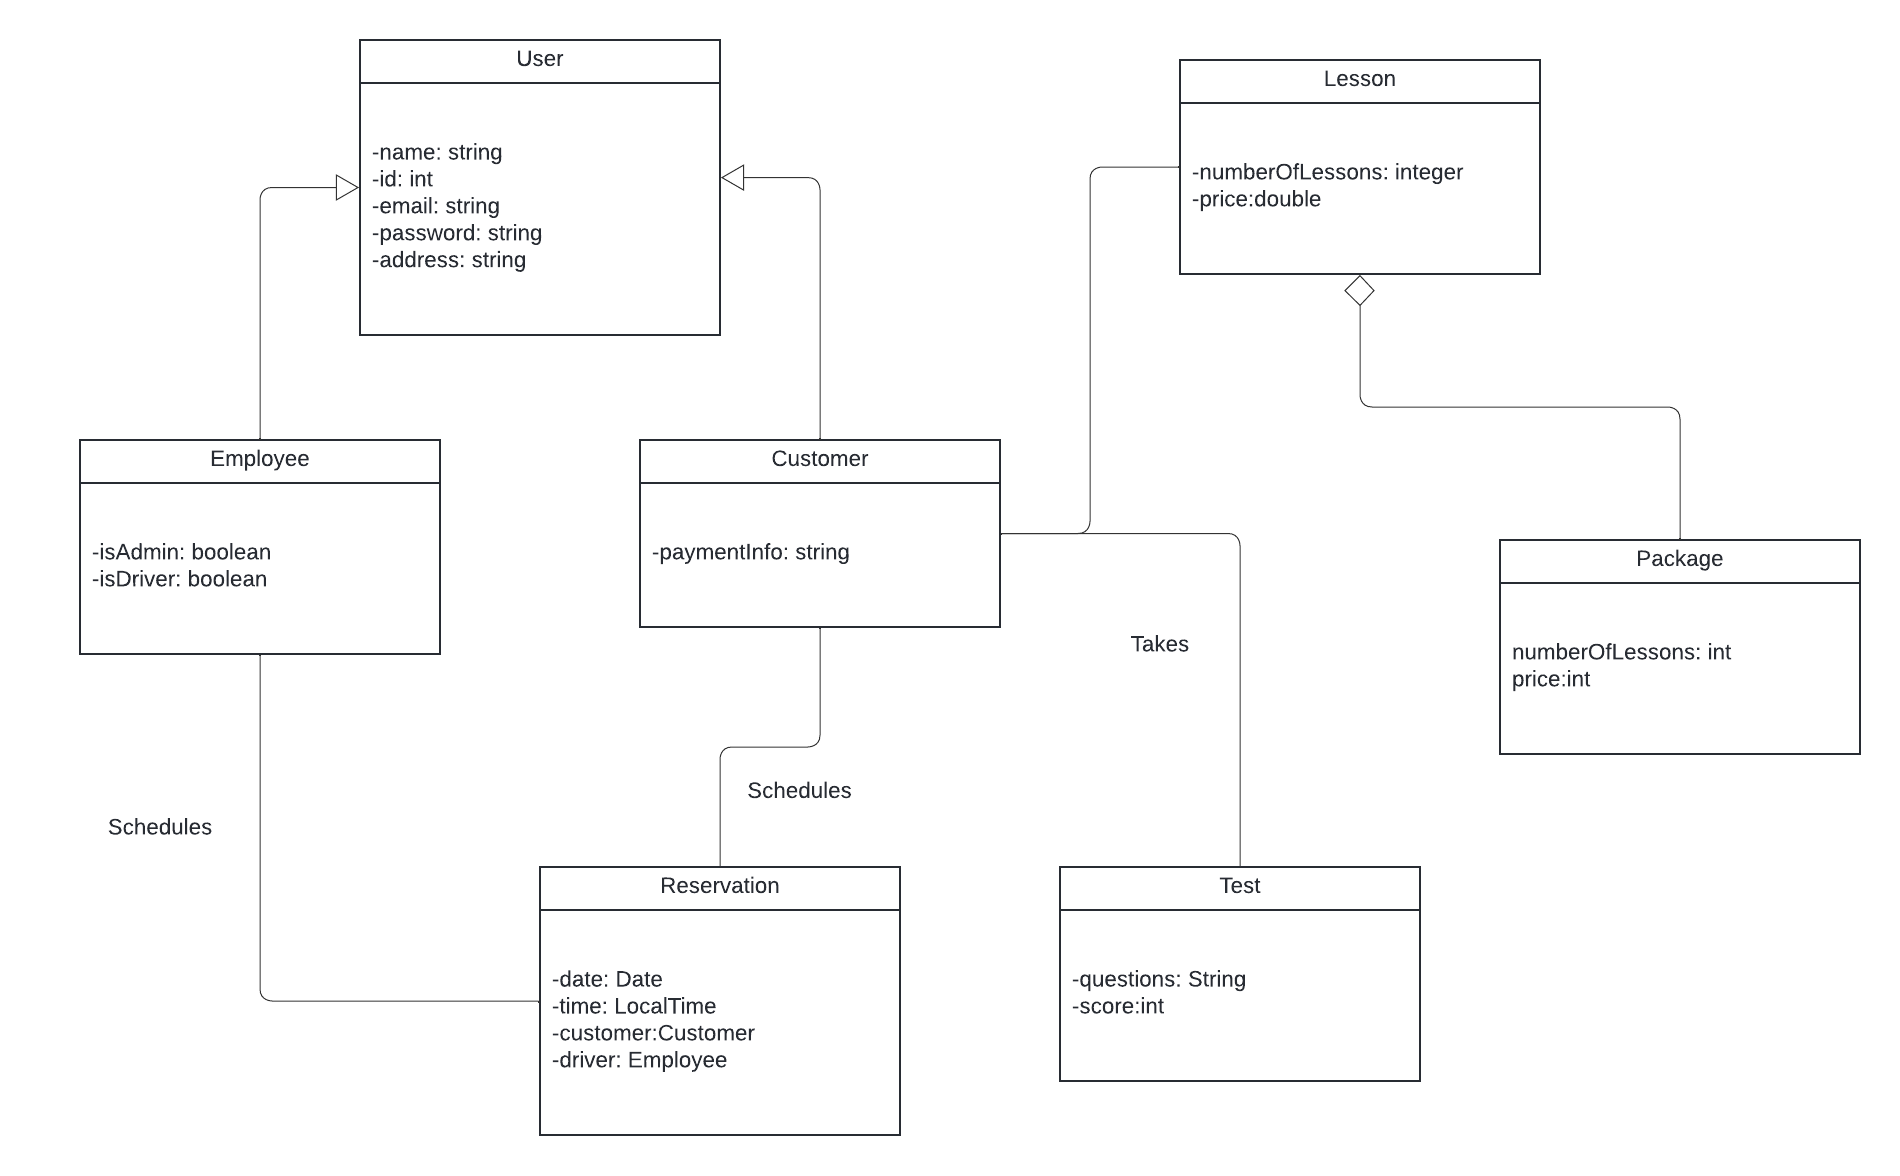 User
-name: string
-id: int
-email: string
-password: string
-address: string
Lesson
-numberOfLessons: integer
-price:double
Employee
-isAdmin: boolean
-isDriver: boolean
Customer
-paymentInfo: string
Package
numberOfLessons: int
price:int
Takes
Schedules
Schedules
Reservation
-date: Date
-time: LocalTime
-customer:Customer
-driver: Employee
Test
-questions: String
-score:int